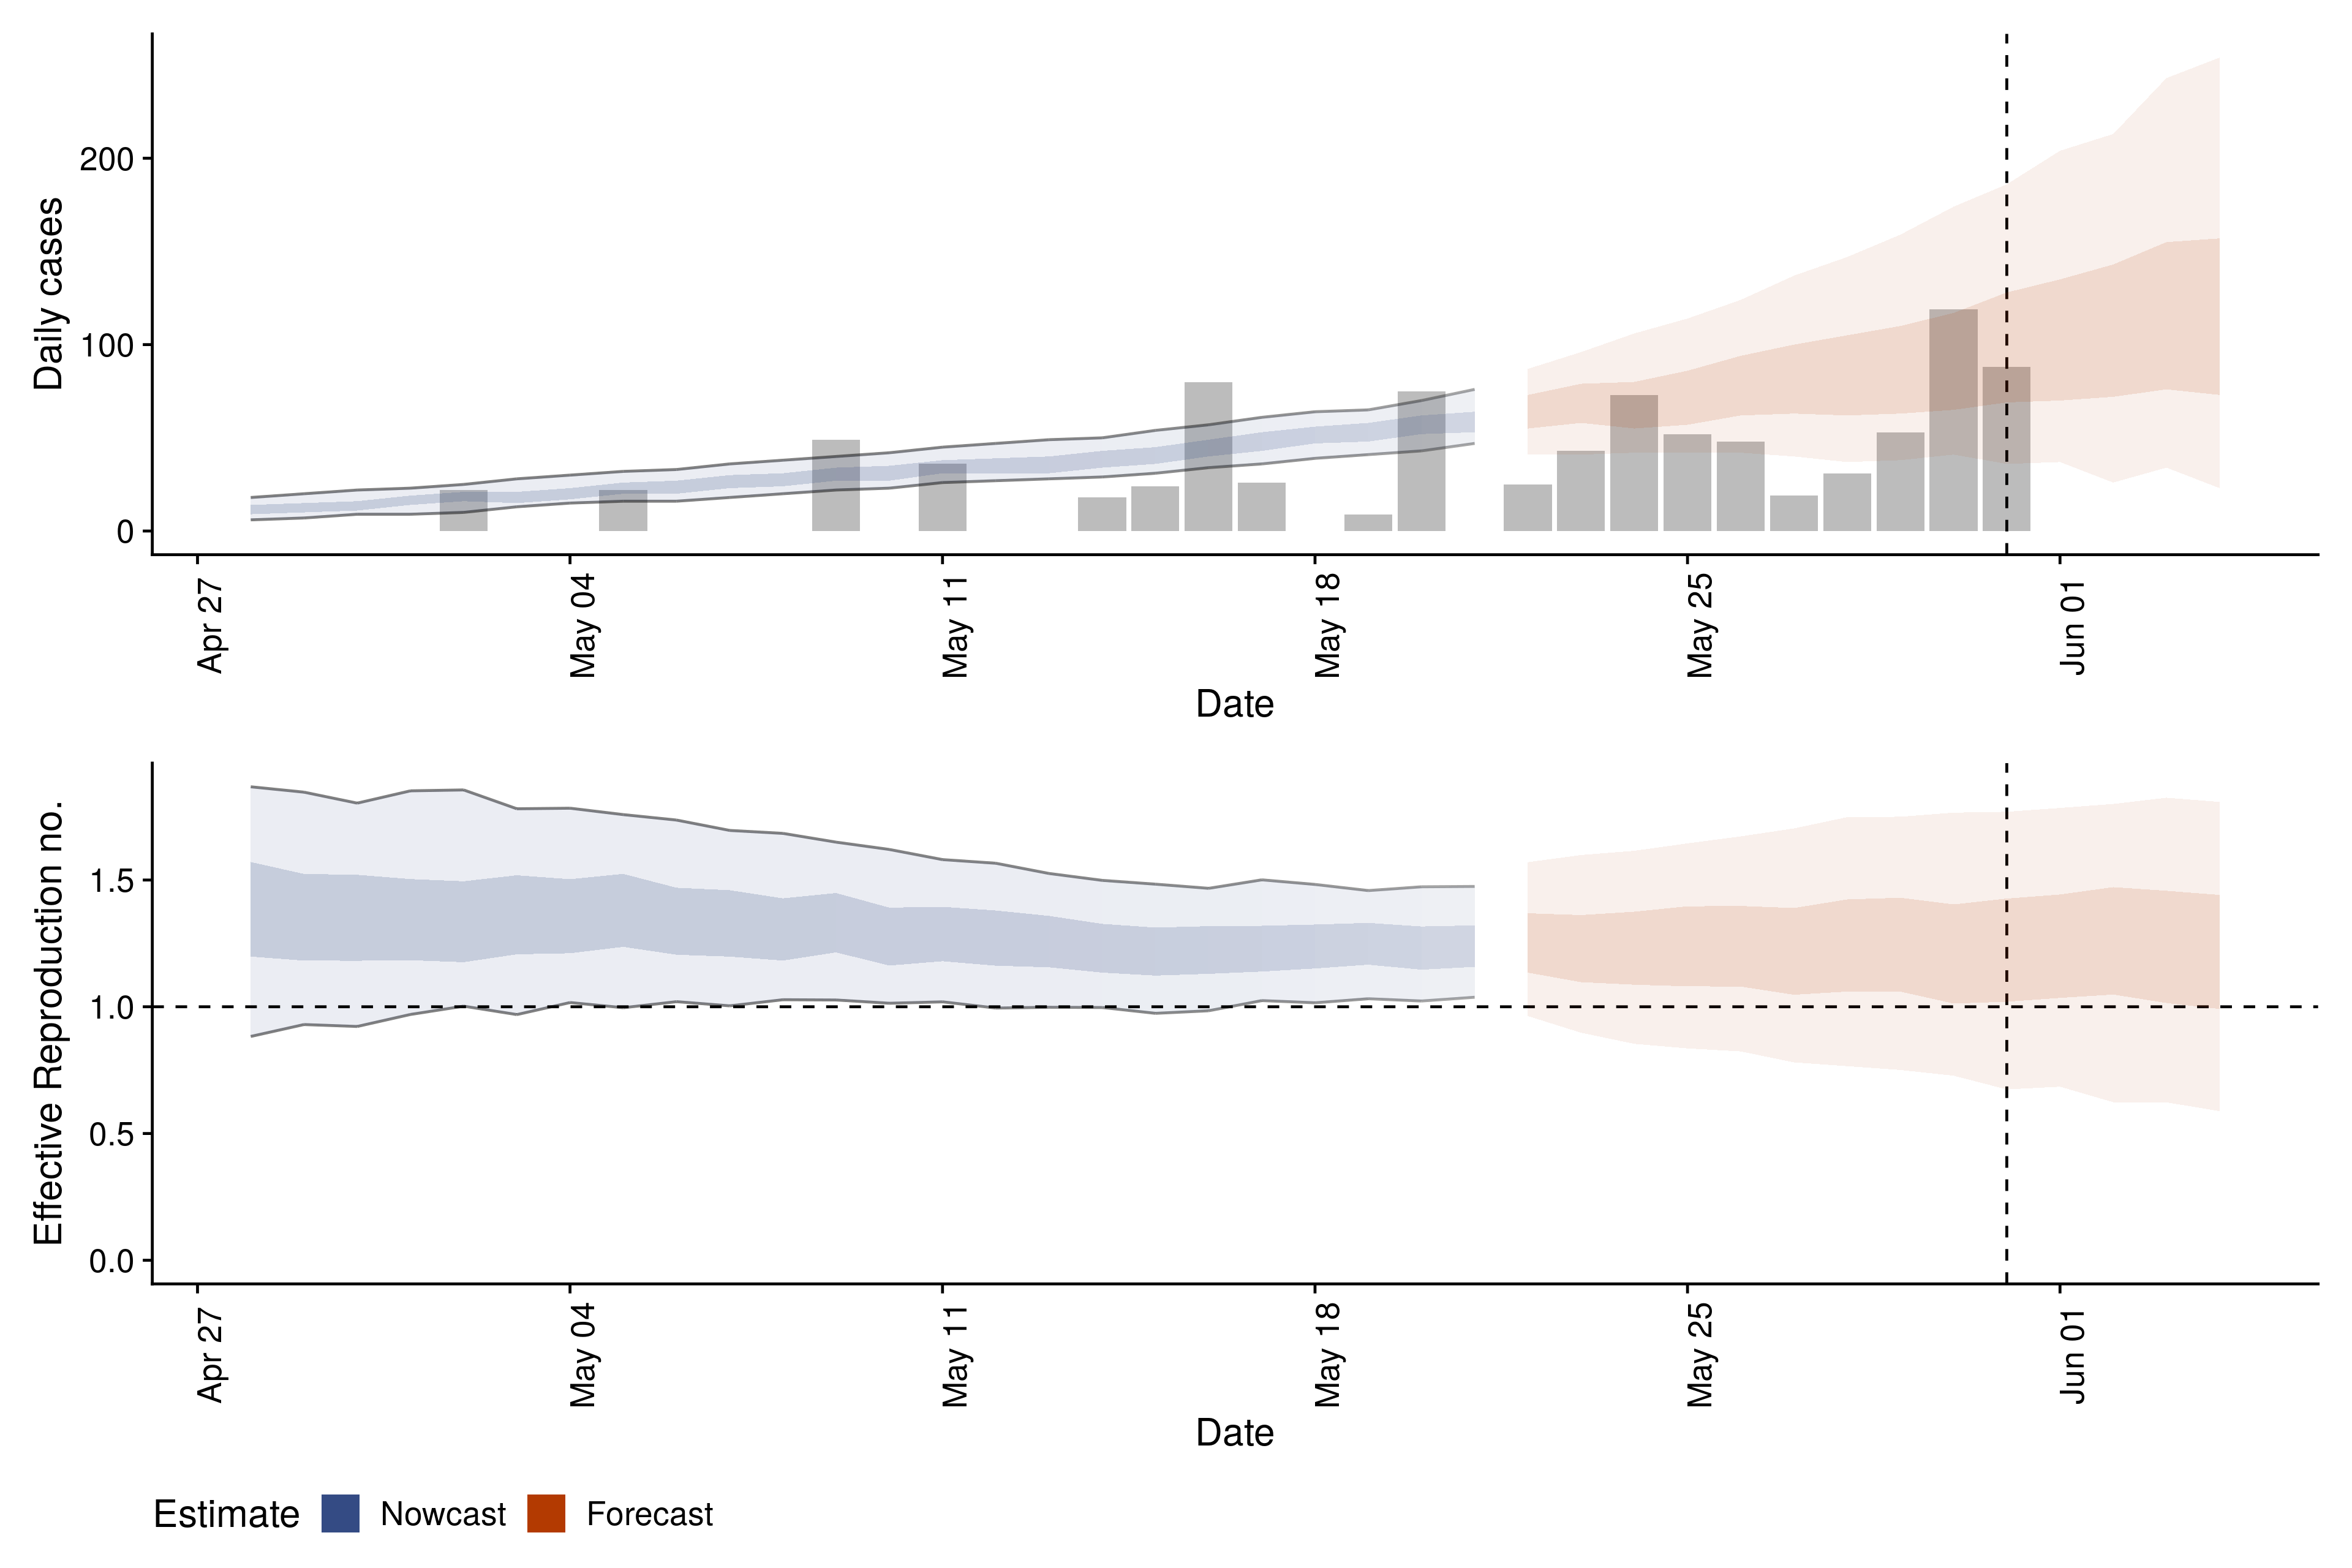 Daily cases
200
100
0
Apr 27
May 04
May 11
May 18
May 25
Jun 01
Date
Effective Reproduction no.
1.5
1.0
0.5
0.0
Apr 27
May 04
May 11
May 18
May 25
Jun 01
Date
Estimate Nowcast Forecast